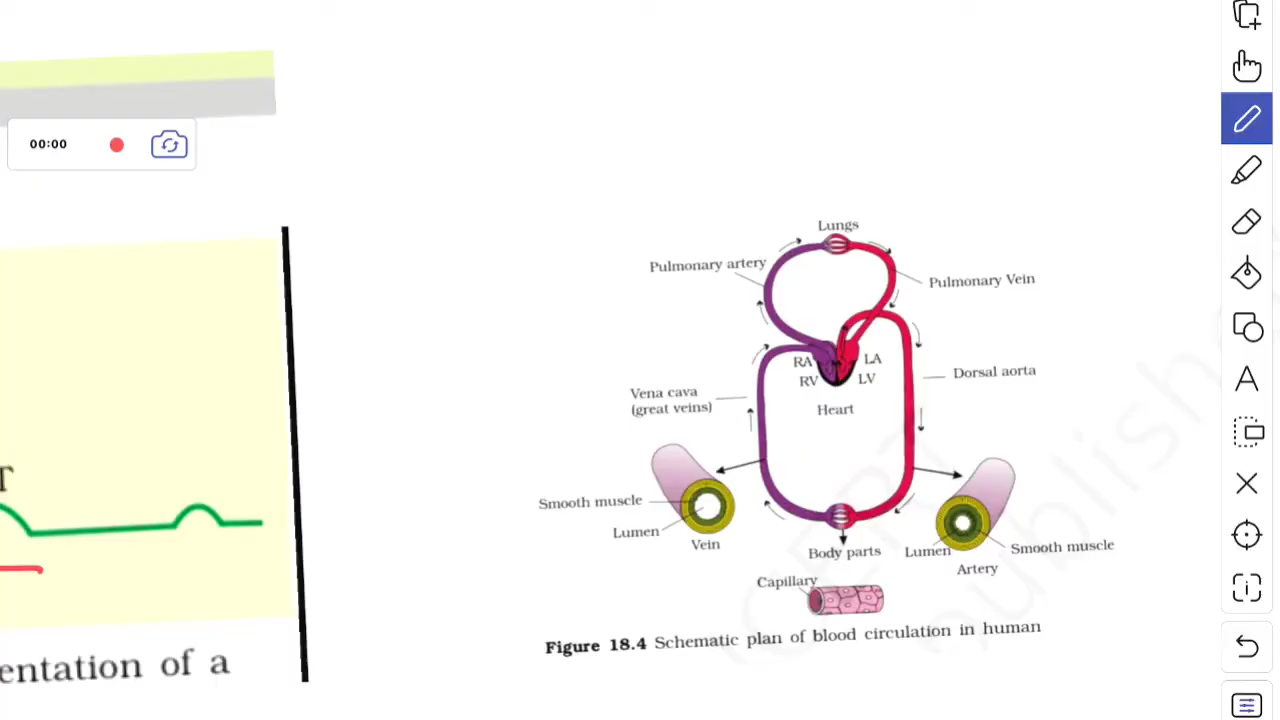 00:00
T
entation of a
Lungs
Pulmonary artery
Pulmonary Vein
RA
LA
RV
LV
Dorsal aorta
Vena cava
(great veins)
Heart
Smooth muscle
Lumen
Vein
Body parts
Lumen
Smooth muscle
Artery
Capillary
Figure 18.4 Schematic plan of blood circulation in human